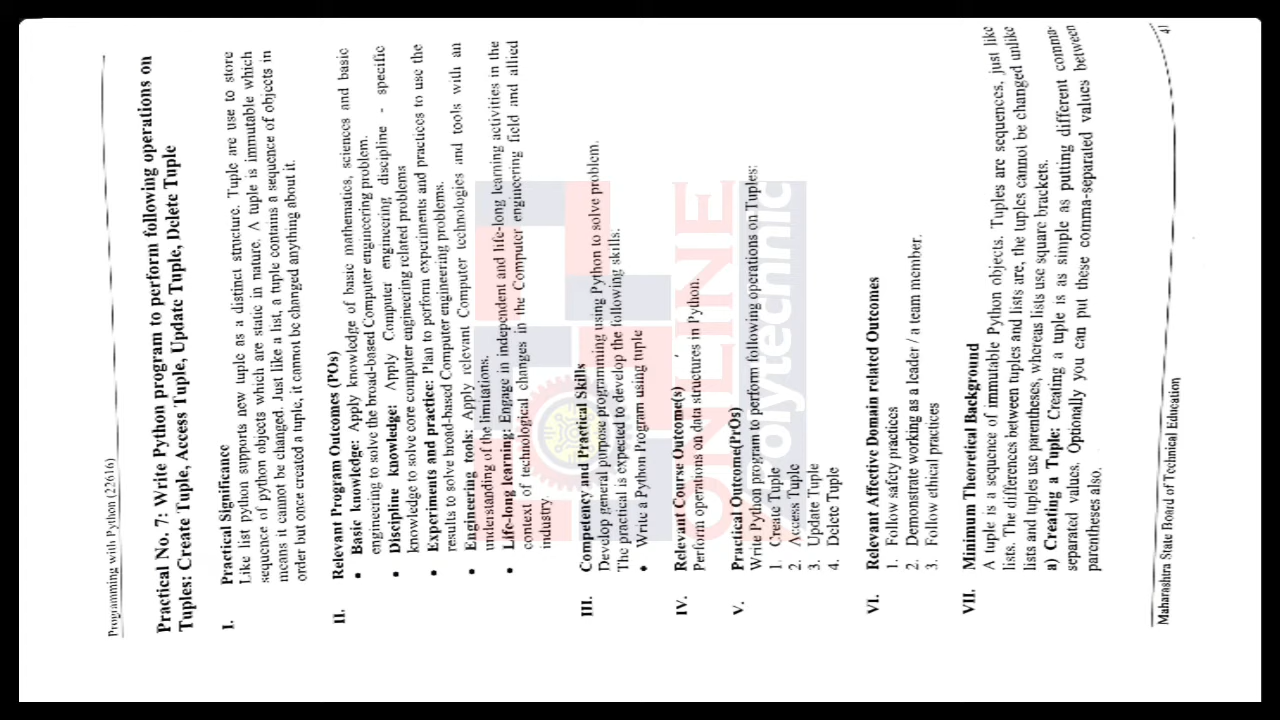 Programming with Python (22616)
Practical No. 7: Write Python program to perform following operations on
Tuples: Create Tuple, Access Tuple, Update Tuple, Delete Tuple
I. Practical Significance
Like list python supports new tuple as a distinct structure. Tuple are use to store
sequence of python objects which are static in nature. A tuple is immutable which
means it cannot be changed. Just like a list, a tuple contains a sequence of objects in
order but once created a tuple, it cannot be changed anything about it.
II. Relevant Program Outcomes (POs)
• Basic knowledge: Apply knowledge of basic mathematics, sciences and basic
engineering to solve the broad-based Computer engineering problem.
• Discipline knowledge: Apply Computer engineering discipline - specific
knowledge to solve core computer engineering related problems
• Experiments and practice: Plan to perform experiments and practices to use the
results to solve broad-based Computer engineering problems.
• Engineering tools: Apply relevant Computer technologies and tools with an
understanding of the limitations.
• Life-long learning: Engage in independent and life-long learning activities in the
context of technological changes in the Computer engineering field and allied
industry
III. Competency and Practical Skills
Develop general purpose programming using Python to solve problem.
The practical is expected to develop the following skills:
• Write a Python Program using tuple
IV. Relevant Course Outcome(s)
Perform operations on data structures in Python.
V. Practical Outcome(PrOs)
Write Python program to perform following operations on Tuples:
1. Create Tuple
2. Access Tuple
3. Update Tuple
4. Delete Tuple
VI. Relevant Affective Domain related Outcomes
1. Follow safety practices
2. Demonstrate working as a leader / a team member.
3. Follow ethical practices
VII. Minimum Theoretical Background
A tuple is a sequence of immutable Python objects. Tuples are sequences, just like
lists. The differences between tuples and lists are, the tuples cannot be changed unlike
lists and tuples use parentheses, whereas lists use square brackets.
a) Creating a Tuple: Creating a tuple is as simple as putting different comma-
separated values. Optionally you can put these comma-separated values between
parentheses also.
Maharashtra State Board of Technical Education 41
ONLINE
Polytechnic